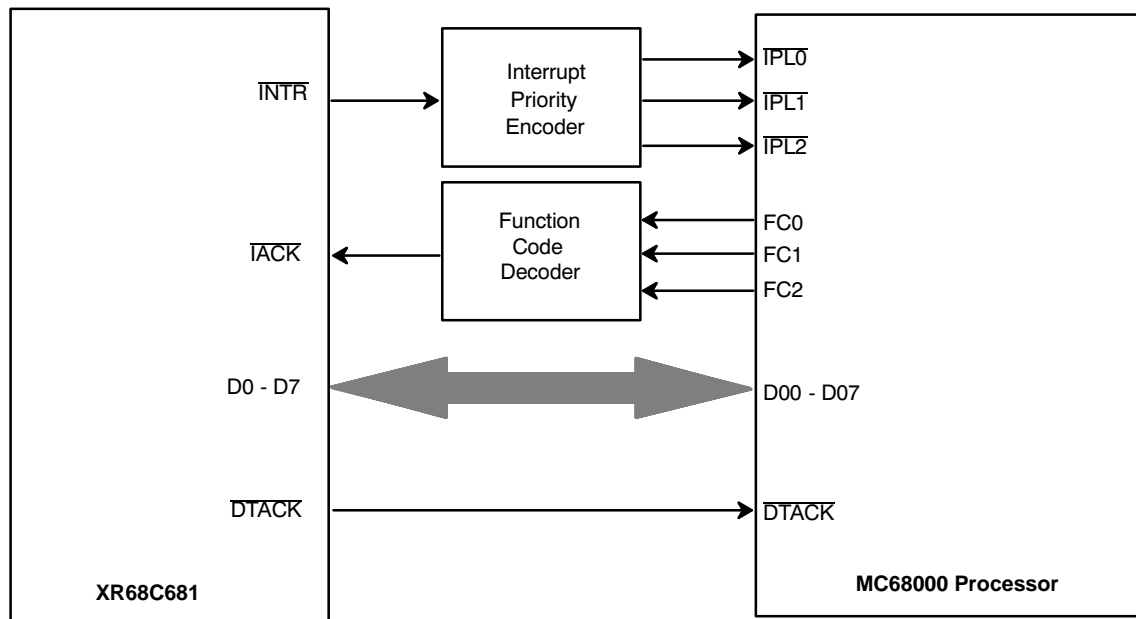 INTR
Interrupt
Priority
Encoder
IPL0
IPL1
IPL2
IACK
Function
Code
Decoder
FC0
FC1
FC2
D0 - D7
D00 - D07
DTACK
DTACK
XR68C681
MC68000 Processor